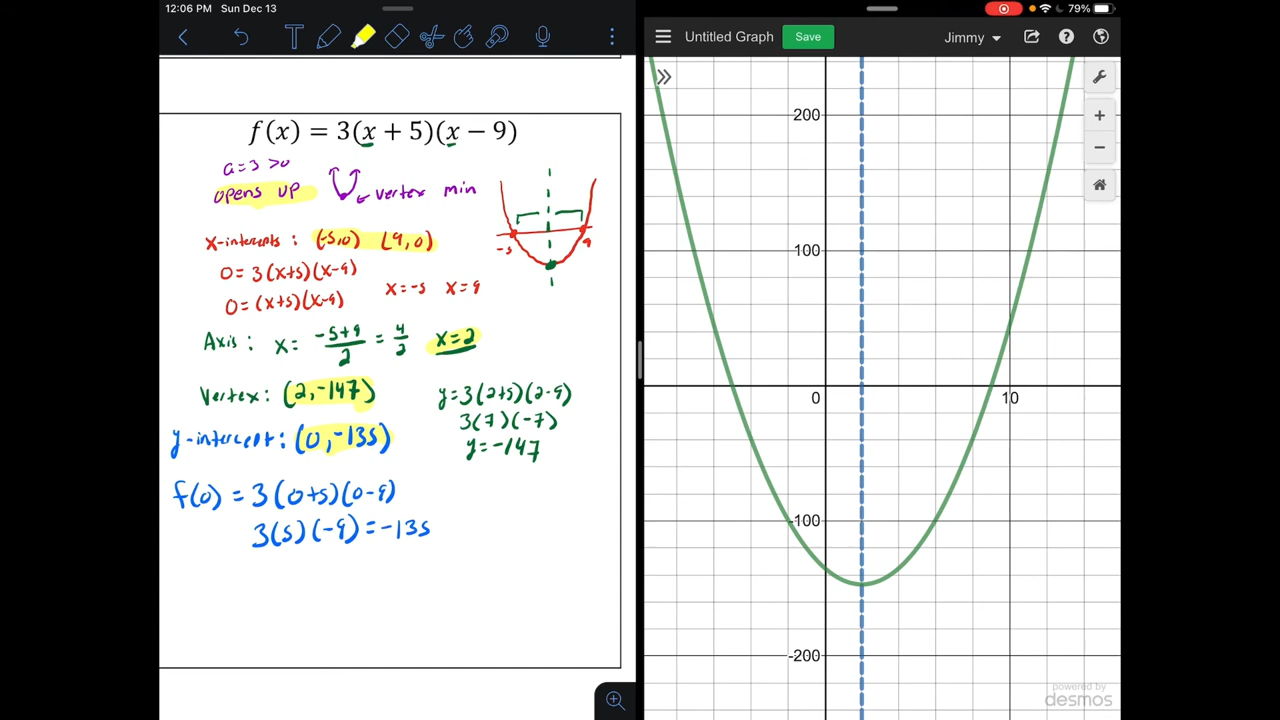 12:06 PM Sun Dec 13
79%
f(x) = 3(x + 5)(x − 9)
a=3 >0
opens up
vertex min
x-intercepts: (-5,0) (9,0)
0=3(x+5)(x-9)
0=(x+5)(x-9)
x=-5 x=9
-5 9
Axis: x= -5+9/2 = 4/2 x=2
Vertex: (2,-147)
y=3(2+5)(2-9)
3(7)(-7)
y=-147
y-intercept: (0,-135)
f(0) = 3(0+5)(0-9)
3(5)(-9)=-135
Untitled Graph Save Jimmy
200
100
0 10
-100
-200
powered by
desmos